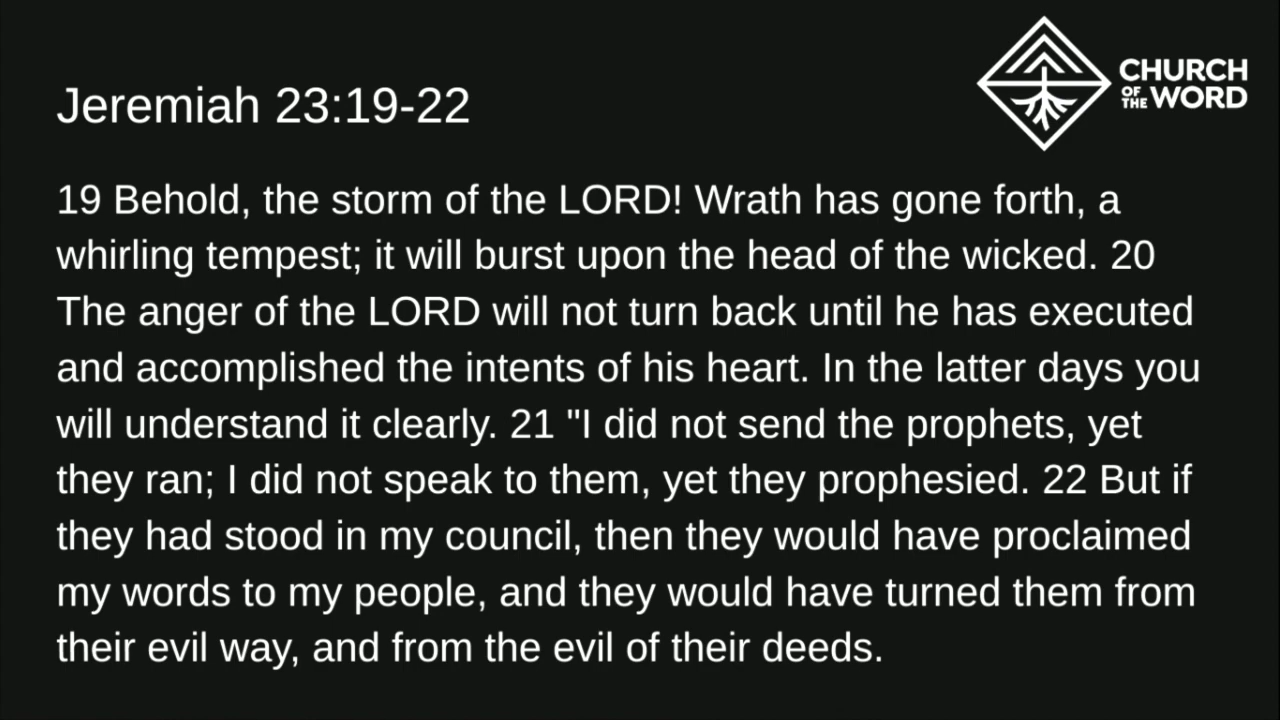 CHURCH
OF THE WORD
Jeremiah 23:19-22
19 Behold, the storm of the LORD! Wrath has gone forth, a
whirling tempest; it will burst upon the head of the wicked. 20
The anger of the LORD will not turn back until he has executed
and accomplished the intents of his heart. In the latter days you
will understand it clearly. 21 "I did not send the prophets, yet
they ran; I did not speak to them, yet they prophesied. 22 But if
they had stood in my council, then they would have proclaimed
my words to my people, and they would have turned them from
their evil way, and from the evil of their deeds.